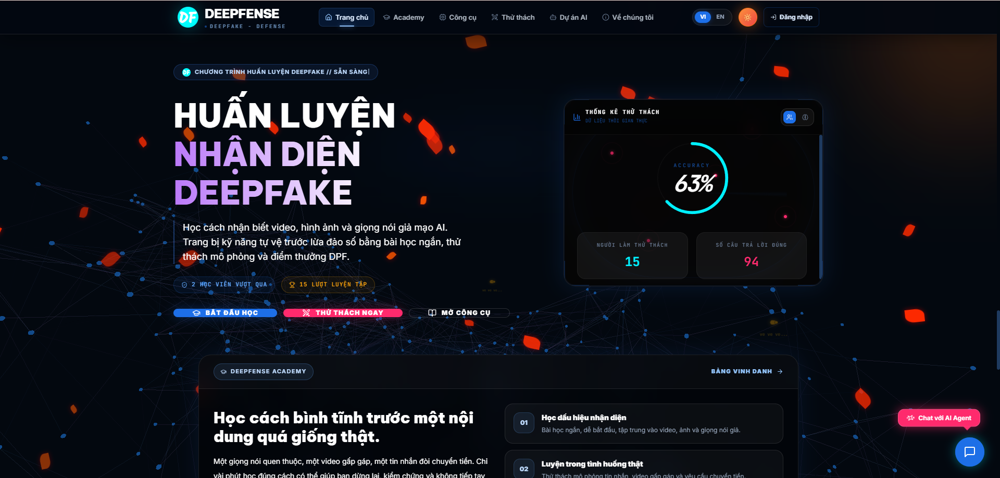 DF DEEPFENSE
DEEPFAKE - DEFENSE
Trang chủ
Academy
Công cụ
Thử thách
Dự án AI
Về chúng tôi
VI EN
Đăng nhập
DF CHƯƠNG TRÌNH HUẤN LUYỆN DEEPFAKE // SẴN SÀNG|
HUẤN LUYỆN
NHẬN DIỆN
DEEPFAKE
Học cách nhận biết video, hình ảnh và giọng nói giả mạo AI.
Trang bị kỹ năng tự vệ trước lừa đảo số bằng bài học ngắn, thử
thách mô phỏng và điểm thưởng DPF.
2 HỌC VIÊN VƯỢT QUA
15 LƯỢT LUYỆN TẬP
BẮT ĐẦU HỌC
THỬ THÁCH NGAY
MỞ CÔNG CỤ
THỐNG KÊ THỬ THÁCH
DỮ LIỆU THỜI GIAN THỰC
ACCURACY
63%
NGƯỜI LÀM THỬ THÁCH
15
SỐ CÂU TRẢ LỜI ĐÚNG
94
ve ve ve...
ve ve ve...
DEEPFENSE ACADEMY
BẢNG VINH DANH
Học cách bình tĩnh trước một nội
dung quá giống thật.
Một giọng nói quen thuộc, một video gấp gáp, một tin nhắn đòi chuyển tiền. Chỉ
vài phút học đúng cách có thể giúp bạn dừng lại, kiểm chứng và không tiếp tay
01
Học dấu hiệu nhận diện
Bài học ngắn, dễ bắt đầu, tập trung vào video, ảnh và giọng nói giả.
02
Luyện trong tình huống thật
Thử thách mô phỏng tin nhắn, video gấp gáp và yêu cầu chuyển tiền.
Chat với AI Agent